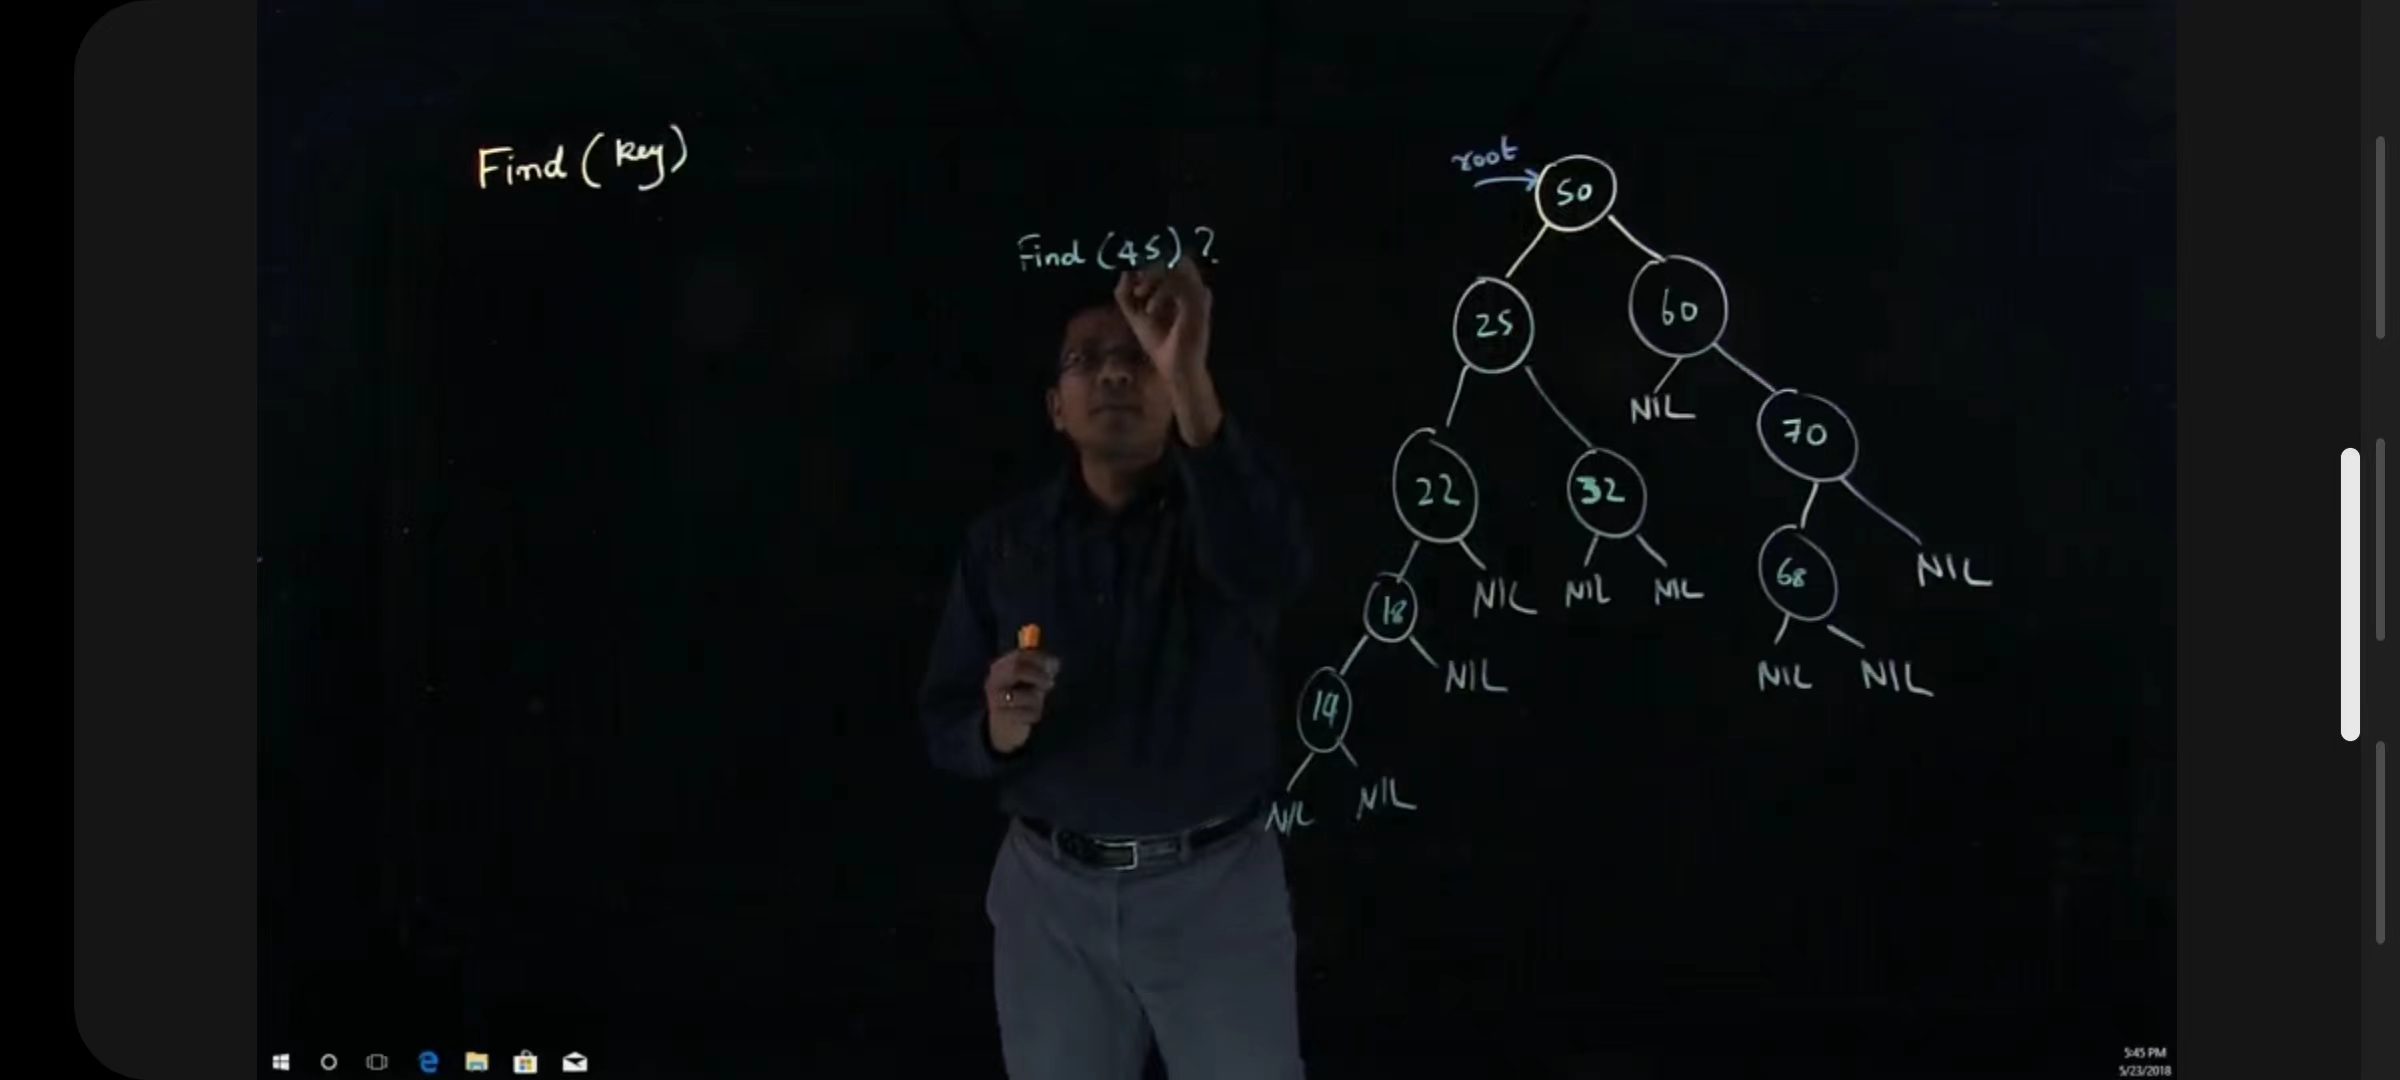 Find (key)
root
50
Find (45) ?
25
60
NIL
70
22
32
NIL
68
18
NIL
NIL
NIL
NIL
NIL
NIL
14
NIL
NIL
5:45 PM
5/23/2018